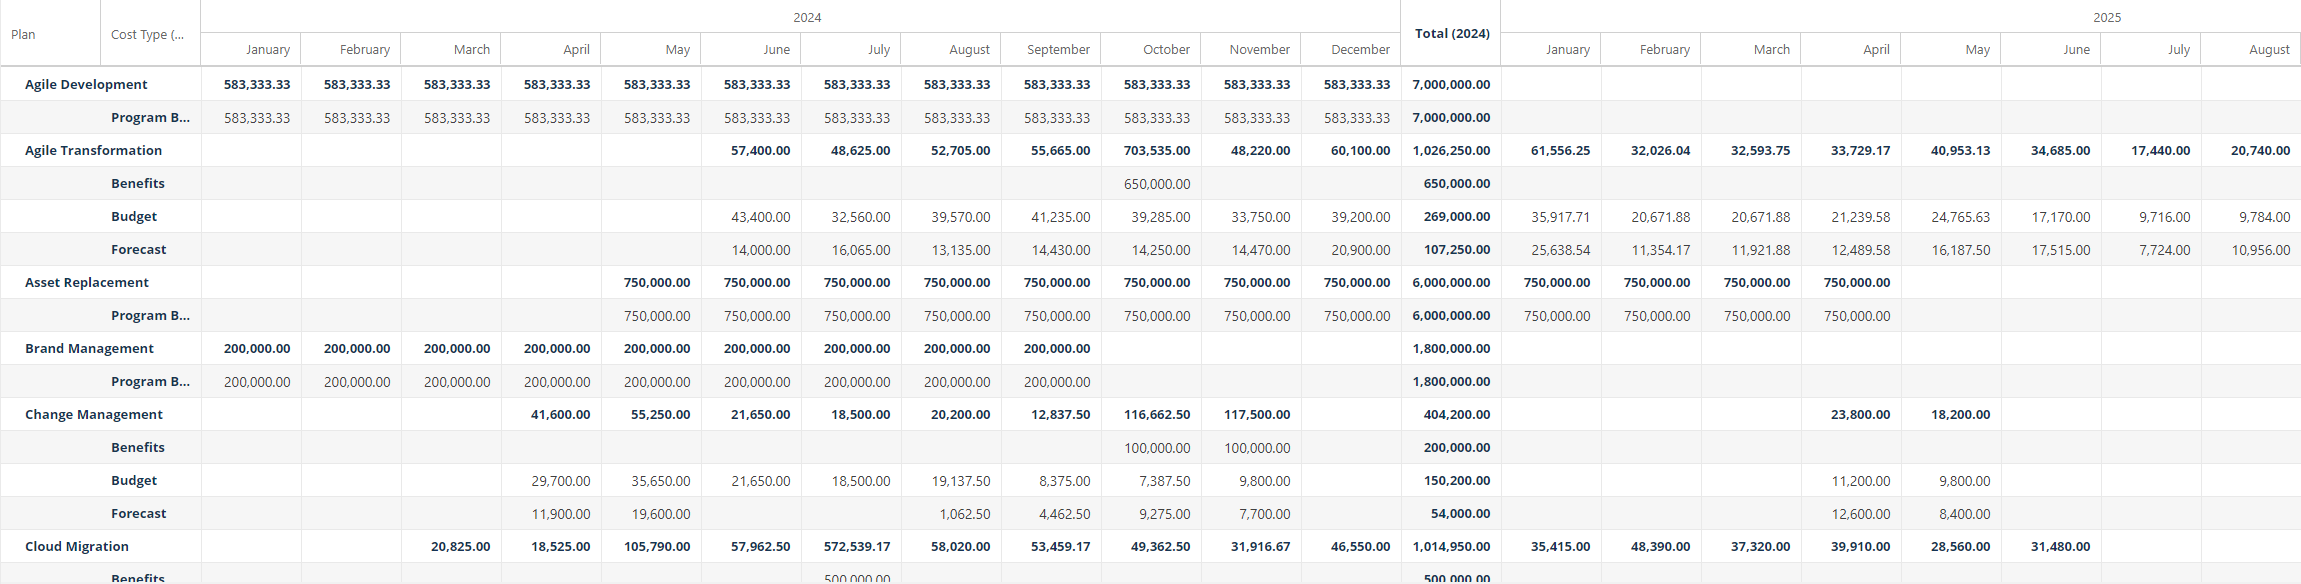 2024 2025
Plan Cost Type (... Total (2024)
January February March April May June July August September October November December January February March April May June July August
Agile Development 583,333.33 583,333.33 583,333.33 583,333.33 583,333.33 583,333.33 583,333.33 583,333.33 583,333.33 583,333.33 583,333.33 583,333.33 7,000,000.00
Program B... 583,333.33 583,333.33 583,333.33 583,333.33 583,333.33 583,333.33 583,333.33 583,333.33 583,333.33 583,333.33 583,333.33 583,333.33 7,000,000.00
Agile Transformation 57,400.00 48,625.00 52,705.00 55,665.00 703,535.00 48,220.00 60,100.00 1,026,250.00 61,556.25 32,026.04 32,593.75 33,729.17 40,953.13 34,685.00 17,440.00 20,740.00
Benefits 650,000.00 650,000.00
Budget 43,400.00 32,560.00 39,570.00 41,235.00 39,285.00 33,750.00 39,200.00 269,000.00 35,917.71 20,671.88 20,671.88 21,239.58 24,765.63 17,170.00 9,716.00 9,784.00
Forecast 14,000.00 16,065.00 13,135.00 14,430.00 14,250.00 14,470.00 20,900.00 107,250.00 25,638.54 11,354.17 11,921.88 12,489.58 16,187.50 17,515.00 7,724.00 10,956.00
Asset Replacement 750,000.00 750,000.00 750,000.00 750,000.00 750,000.00 750,000.00 750,000.00 750,000.00 6,000,000.00 750,000.00 750,000.00 750,000.00 750,000.00
Program B... 750,000.00 750,000.00 750,000.00 750,000.00 750,000.00 750,000.00 750,000.00 750,000.00 6,000,000.00 750,000.00 750,000.00 750,000.00 750,000.00
Brand Management 200,000.00 200,000.00 200,000.00 200,000.00 200,000.00 200,000.00 200,000.00 200,000.00 200,000.00 1,800,000.00
Program B... 200,000.00 200,000.00 200,000.00 200,000.00 200,000.00 200,000.00 200,000.00 200,000.00 200,000.00 1,800,000.00
Change Management 41,600.00 55,250.00 21,650.00 18,500.00 20,200.00 12,837.50 116,662.50 117,500.00 404,200.00 23,800.00 18,200.00
Benefits 100,000.00 100,000.00 200,000.00
Budget 29,700.00 35,650.00 21,650.00 18,500.00 19,137.50 8,375.00 7,387.50 9,800.00 150,200.00 11,200.00 9,800.00
Forecast 11,900.00 19,600.00 1,062.50 4,462.50 9,275.00 7,700.00 54,000.00 12,600.00 8,400.00
Cloud Migration 20,825.00 18,525.00 105,790.00 57,962.50 572,539.17 58,020.00 53,459.17 49,362.50 31,916.67 46,550.00 1,014,950.00 35,415.00 48,390.00 37,320.00 39,910.00 28,560.00 31,480.00
Benefits 500,000.00 500,000.00